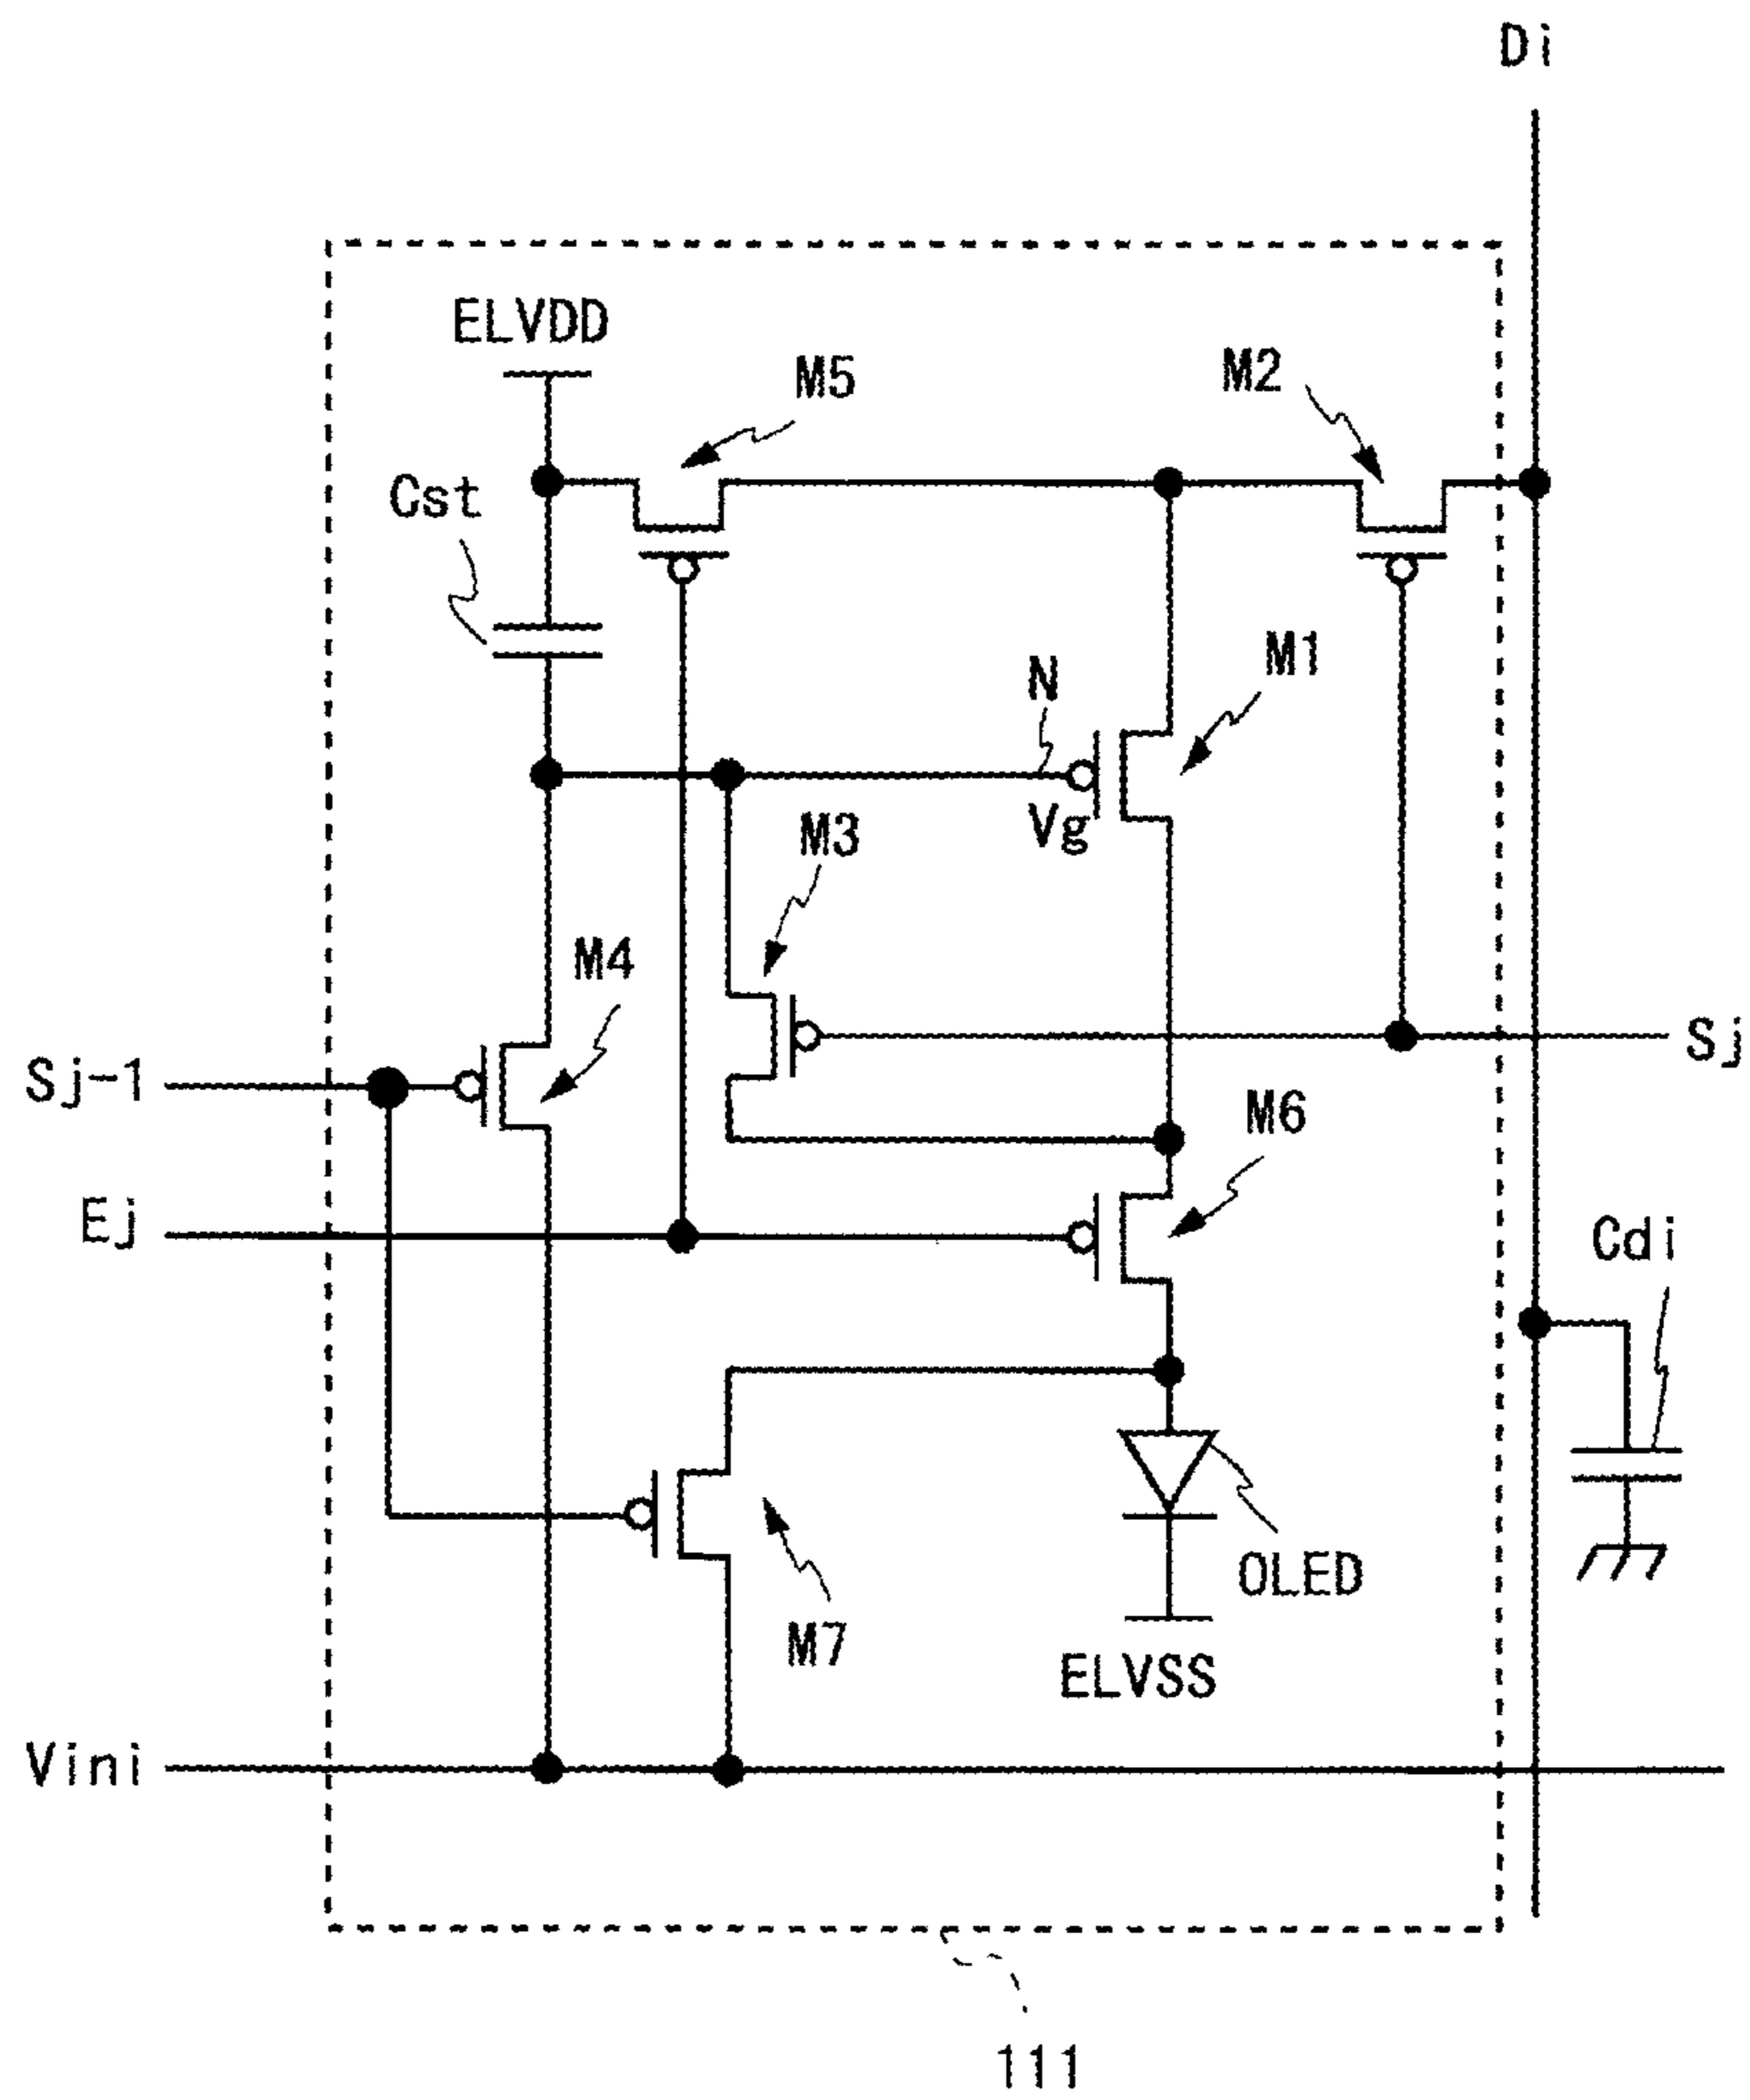 Di
ELVDD
M5
M2
Cst
N
M1
Vg
M3
M4
Sj-1
Sj
M6
Ej
Cdi
OLED
M7
ELVSS
Vini
111